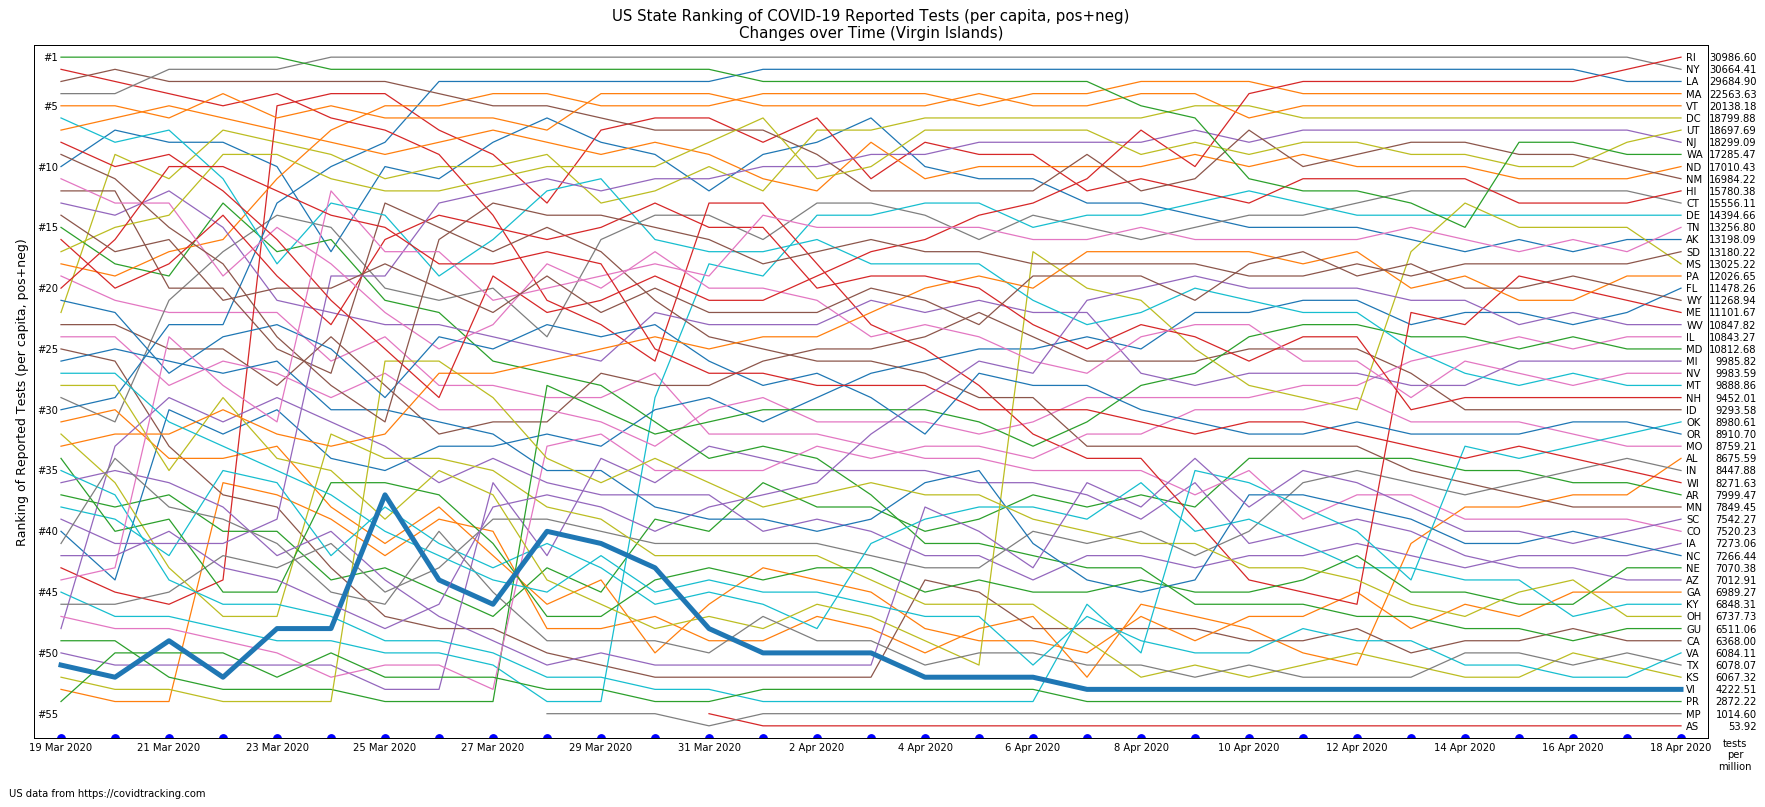 US State Ranking of COVID-19 Reported Tests (per capita, pos+neg)
Changes over Time (Virgin Islands)
Ranking of Reported Tests (per capita, pos+neg)
#1
#5
#10
#15
#20
#25
#30
#35
#40
#45
#50
#55
RI 30986.60
NY 30664.41
LA 29684.90
MA 22563.63
VT 20138.18
DC 18799.88
UT 18697.69
NJ 18299.09
WA 17285.47
ND 17010.43
NM 16984.22
HI 15780.38
CT 15556.11
DE 14394.66
TN 13256.80
AK 13198.09
SD 13180.22
MS 13025.22
PA 12026.65
FL 11478.26
WY 11268.94
ME 11101.67
WV 10847.82
IL 10843.27
MD 10812.68
MI 9985.82
NV 9983.59
MT 9888.86
NH 9452.01
ID 9293.58
OK 8980.61
OR 8910.70
MO 8759.21
AL 8675.59
IN 8447.88
WI 8271.63
AR 7999.47
MN 7849.45
SC 7542.27
CO 7520.23
IA 7273.06
NC 7266.44
NE 7070.38
AZ 7012.91
GA 6989.27
KY 6848.31
OH 6737.73
GU 6511.06
CA 6368.00
VA 6084.11
TX 6078.07
KS 6067.32
VI 4222.51
PR 2872.22
MP 1014.60
AS 53.92
19 Mar 2020
21 Mar 2020
23 Mar 2020
25 Mar 2020
27 Mar 2020
29 Mar 2020
31 Mar 2020
2 Apr 2020
4 Apr 2020
6 Apr 2020
8 Apr 2020
10 Apr 2020
12 Apr 2020
14 Apr 2020
16 Apr 2020
18 Apr 2020
tests
per
million
US data from https://covidtracking.com